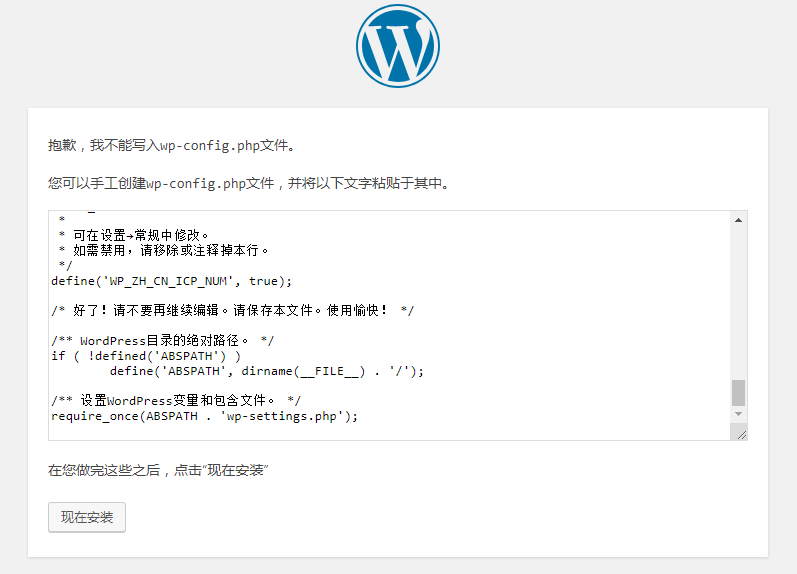 抱歉，我不能写入wp-config.php文件。
您可以手工创建wp-config.php文件，并将以下文字粘贴于其中。
 *
 * 可在设置→常规中修改。
 * 如需禁用，请移除或注释掉本行。
 */
define('WP_ZH_CN_ICP_NUM', true);
/* 好了！请不要再继续编辑。请保存本文件。使用愉快！ */
/** WordPress目录的绝对路径。 */
if ( !defined('ABSPATH') )
        define('ABSPATH', dirname(__FILE__) . '/');
/** 设置WordPress变量和包含文件。 */
require_once(ABSPATH . 'wp-settings.php');
在您做完这些之后，点击“现在安装”
现在安装